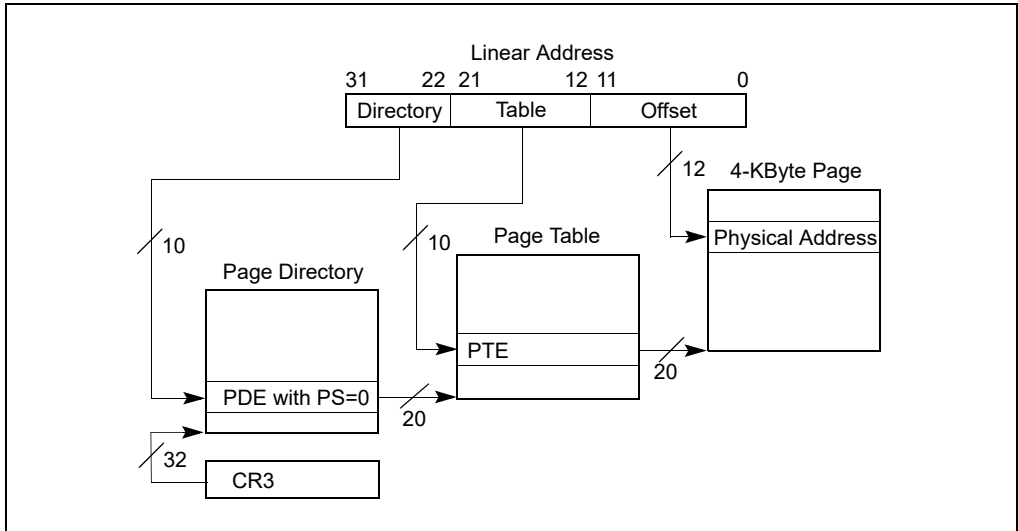 Linear Address
31 22 21 12 11 0
Directory Table Offset
12
4-KByte Page
Physical Address
10
10
Page Table
Page Directory
PTE
20
PDE with PS=0
20
32
CR3